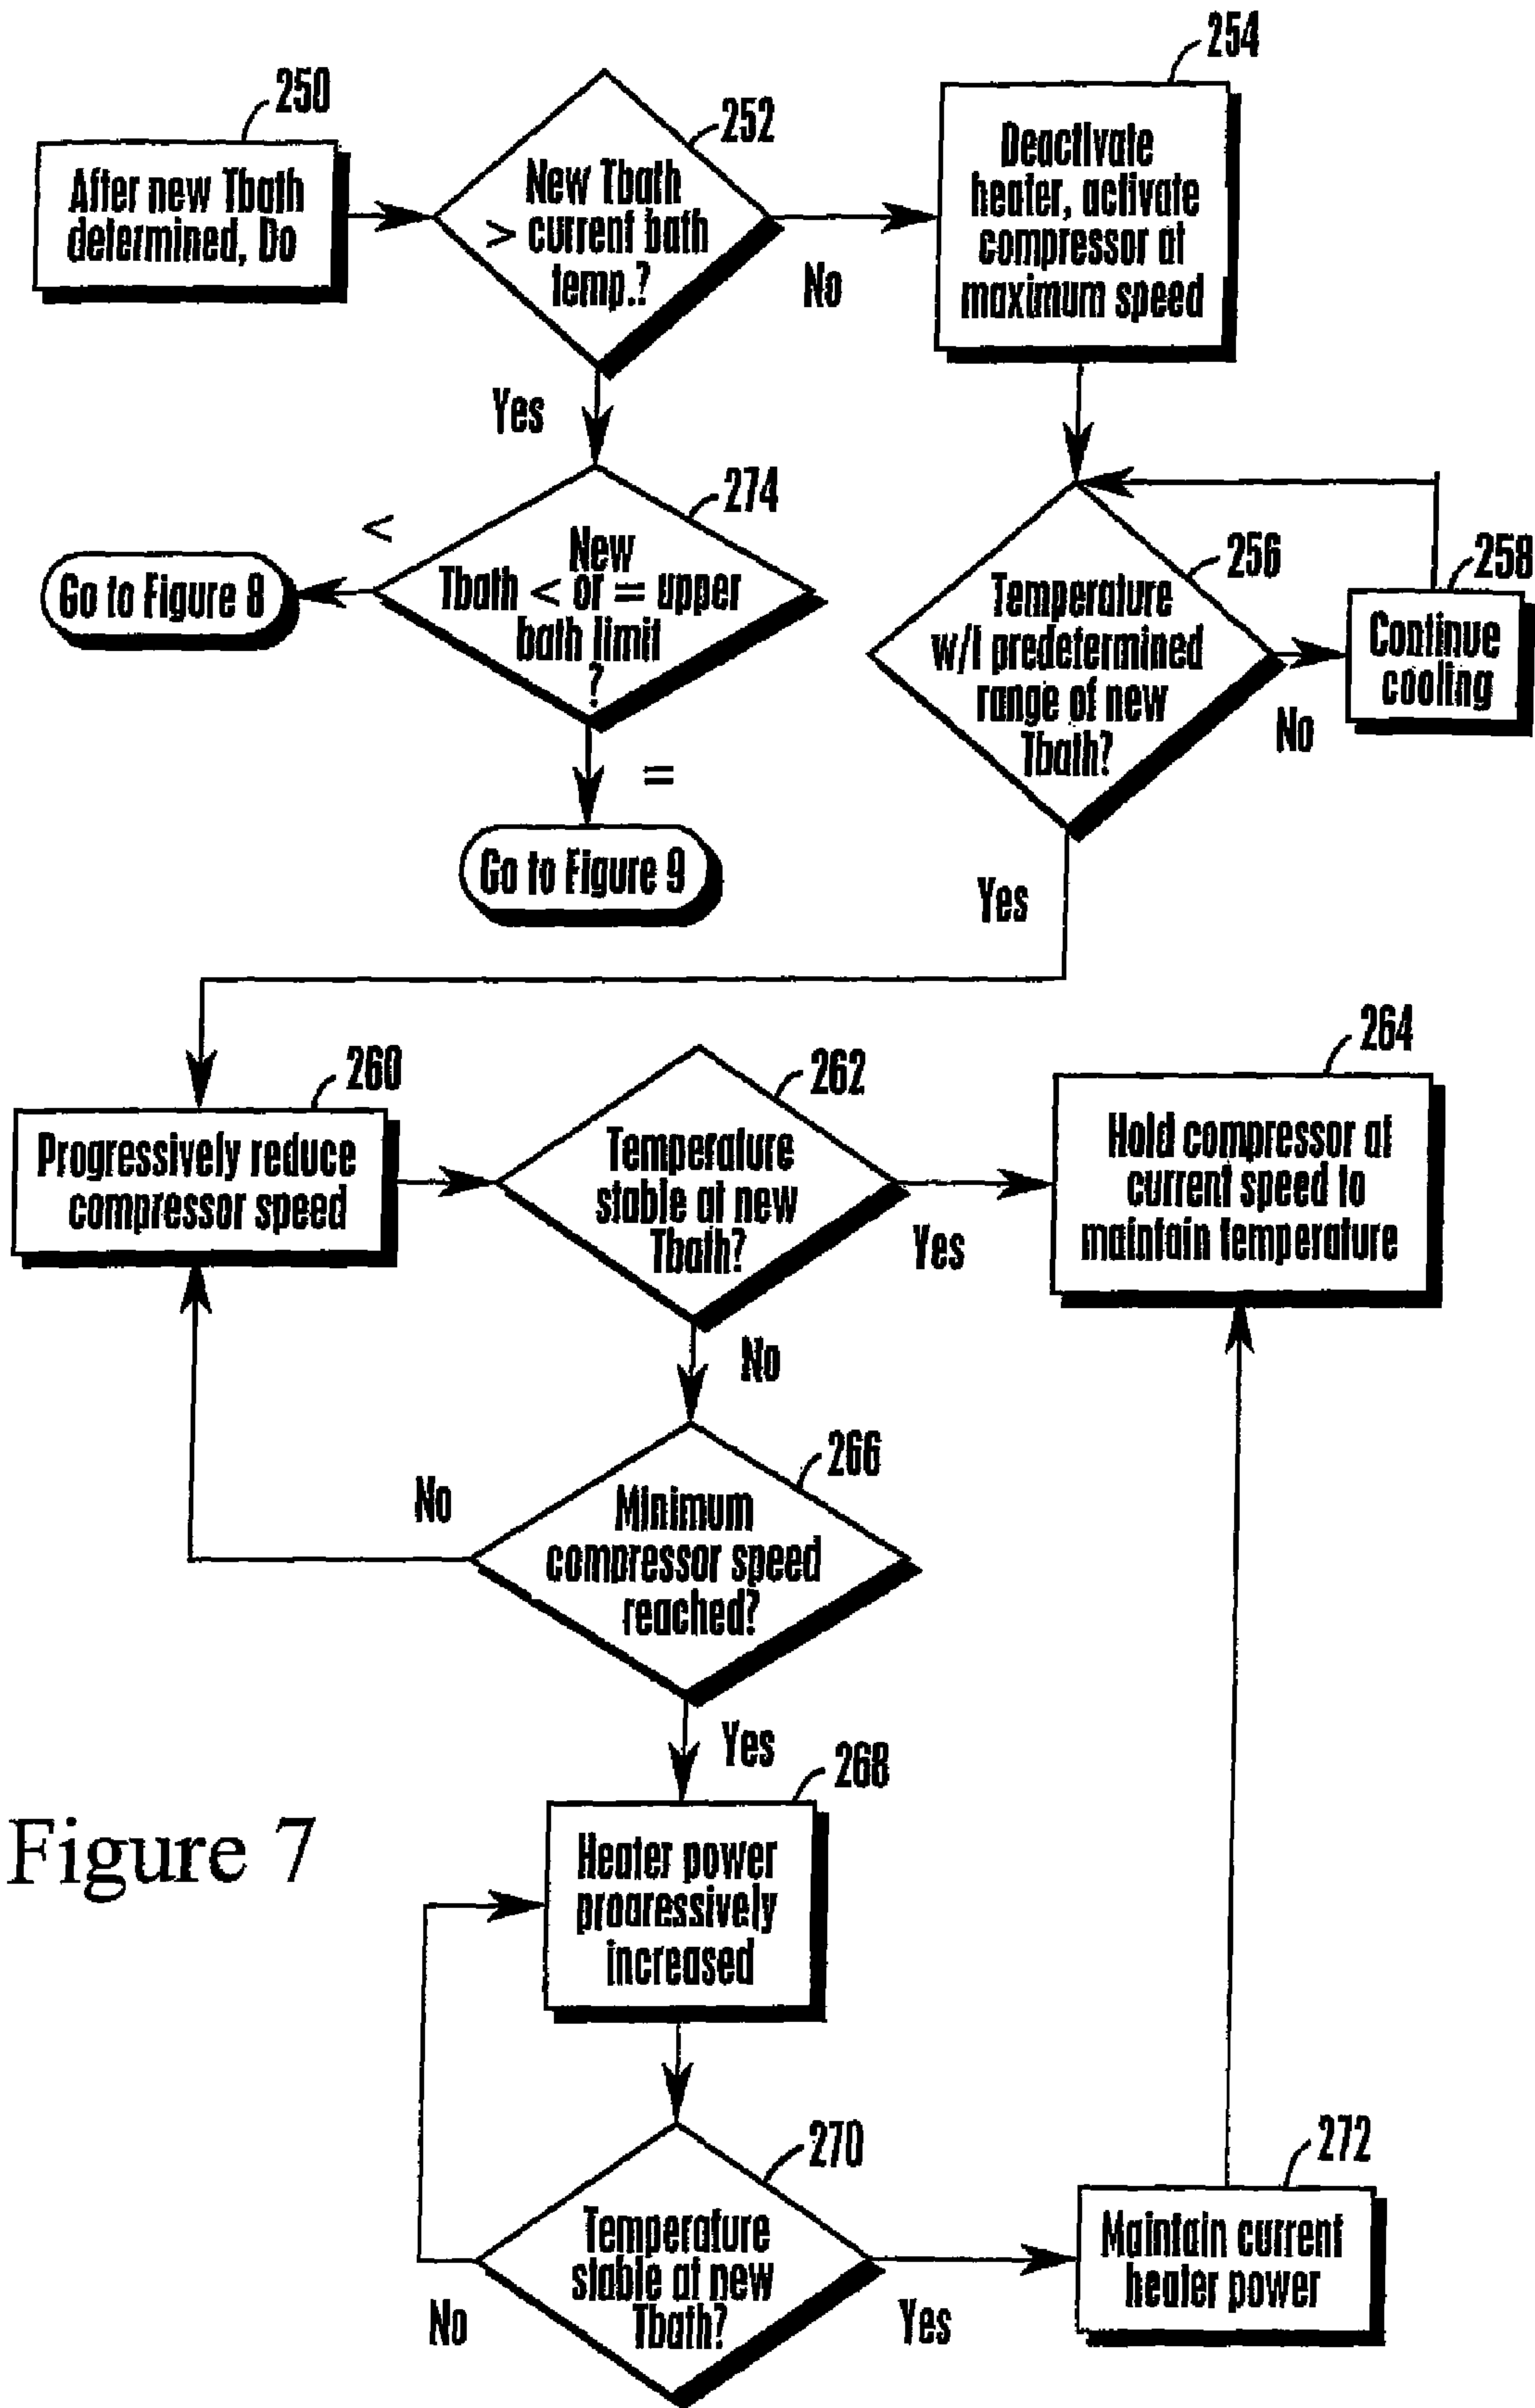 250
After new Tbath
determined, Do
252
New Tbath
> current bath
temp.?
No
Yes
254
Deactivate
heater, activate
compressor at
maximum speed
274
New
Tbath < or = upper
bath limit
?
<
Go to Figure 8
=
Go to Figure 9
256
Temperature
w/i predetermined
range of new
Tbath?
No
258
Continue
cooling
Yes
260
Progressively reduce
compressor speed
262
Temperature
stable at new
Tbath?
Yes
264
Hold compressor at
current speed to
maintain temperature
No
266
Minimum
compressor speed
reached?
No
Yes
268
Heater power
progressively
increased
Figure 7
270
Temperature
stable at new
Tbath?
No
Yes
272
Maintain current
heater power